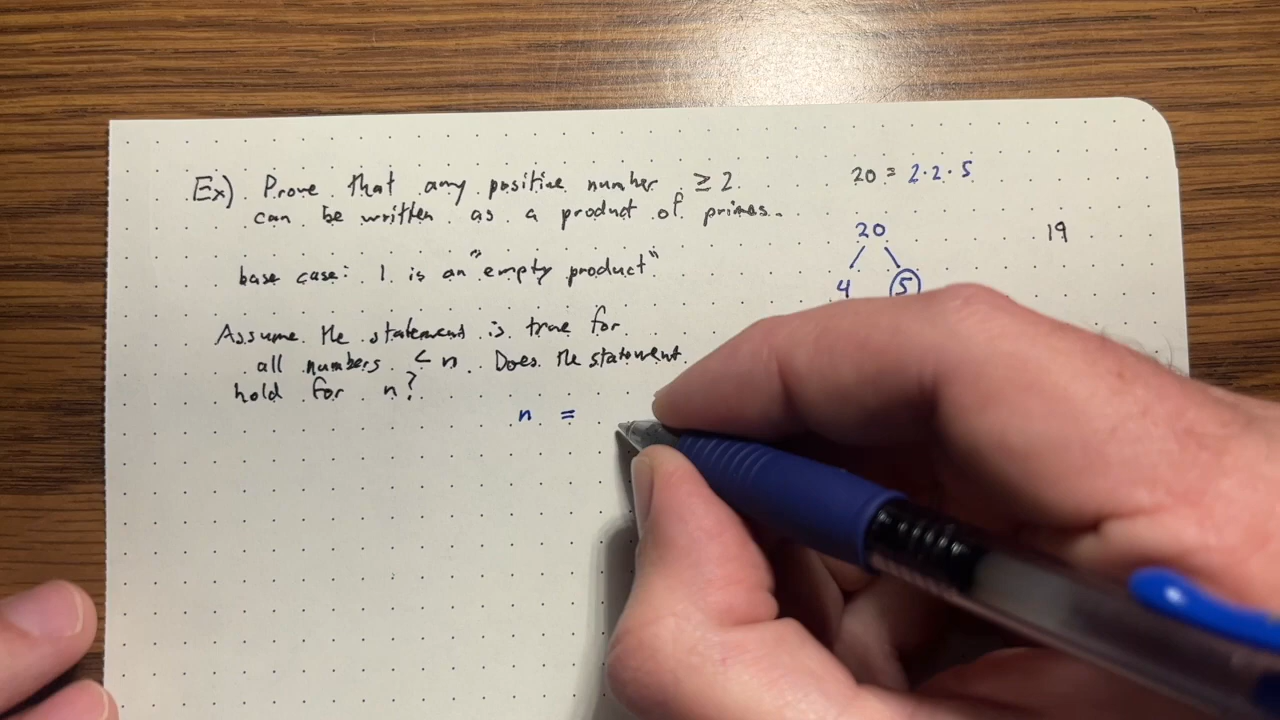 Ex) Prove that any positive number ≥ 2
can be written as a product of primes.
base case: 1 is an "empty product"
Assume the statement is true for
all numbers < n. Does the statement
hold for n?
n =
20 = 2·2·5
20
4 5
19